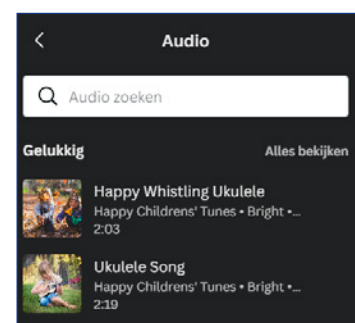 Audio
Audio zoeken
Gelukkig Alles bekijken
Happy Whistling Ukulele
Happy Childrens' Tunes • Bright •...
2:03
Ukulele Song
Happy Childrens' Tunes • Bright •...
2:19